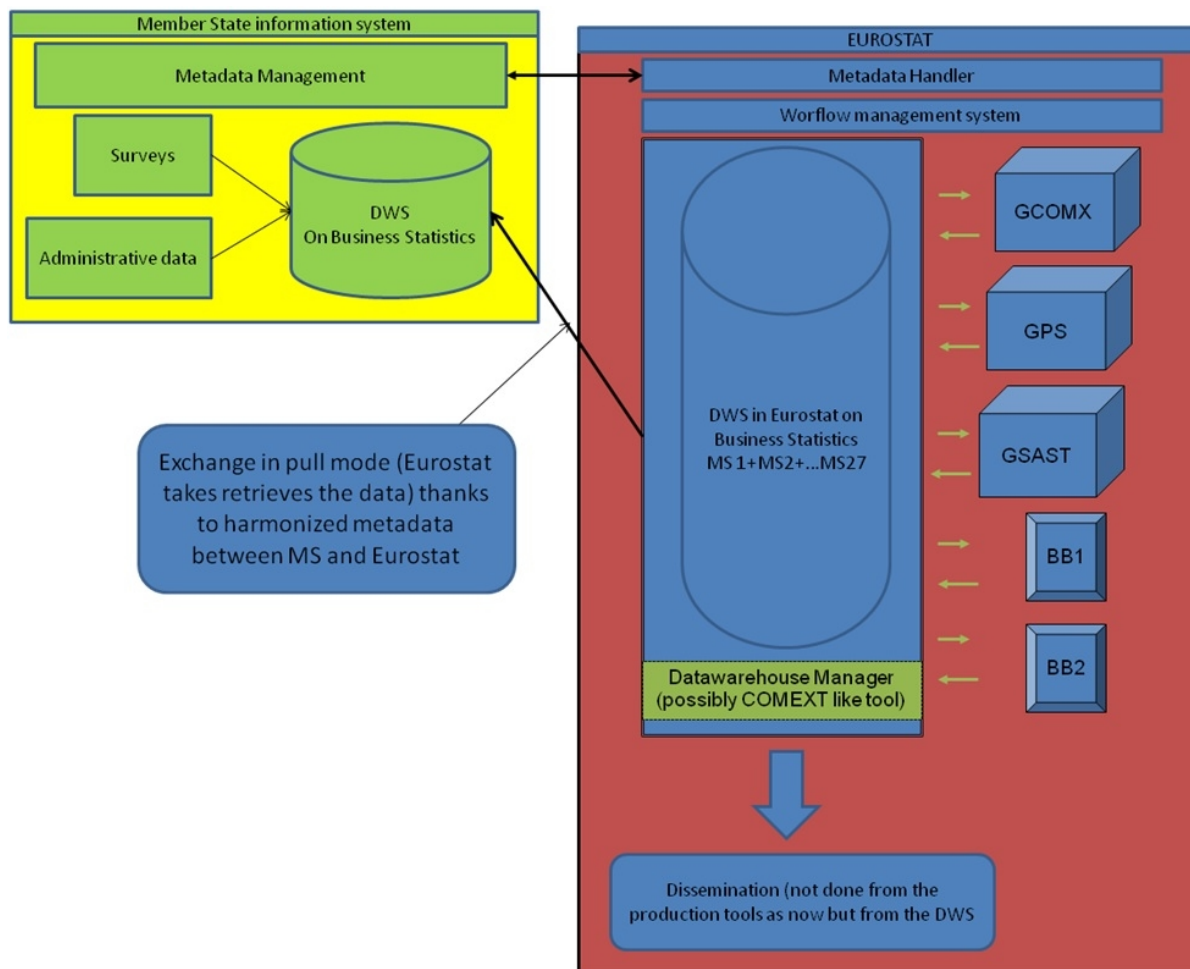 Member State information system
Metadata Management
Surveys
Administrative data
DWS
On Business Statistics
Exchange in pull mode (Eurostat
takes retrieves the data) thanks
to harmonized metadata
between MS and Eurostat
EUROSTAT
Metadata Handler
Worflow management system
DWS in Eurostat on
Business Statistics
MS 1+MS2+...MS27
Datawarehouse Manager
(possibly COMEXT like tool)
GCOMX
GPS
GSAST
BB1
BB2
Dissemination (not done from the
production tools as now but from the DWS